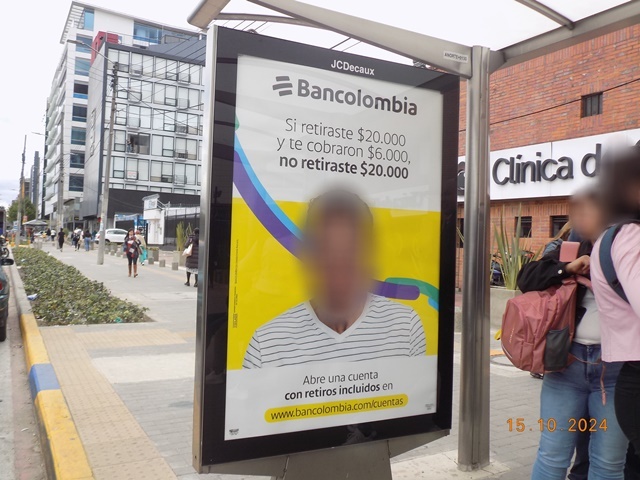 JCDecaux
Bancolombia
Si retiraste $20.000
y te cobraron $6.000,
no retiraste $20.000
Abre una cuenta
con retiros incluidos en
www.bancolombia.com/cuentas
Clínica d
15.10.2024